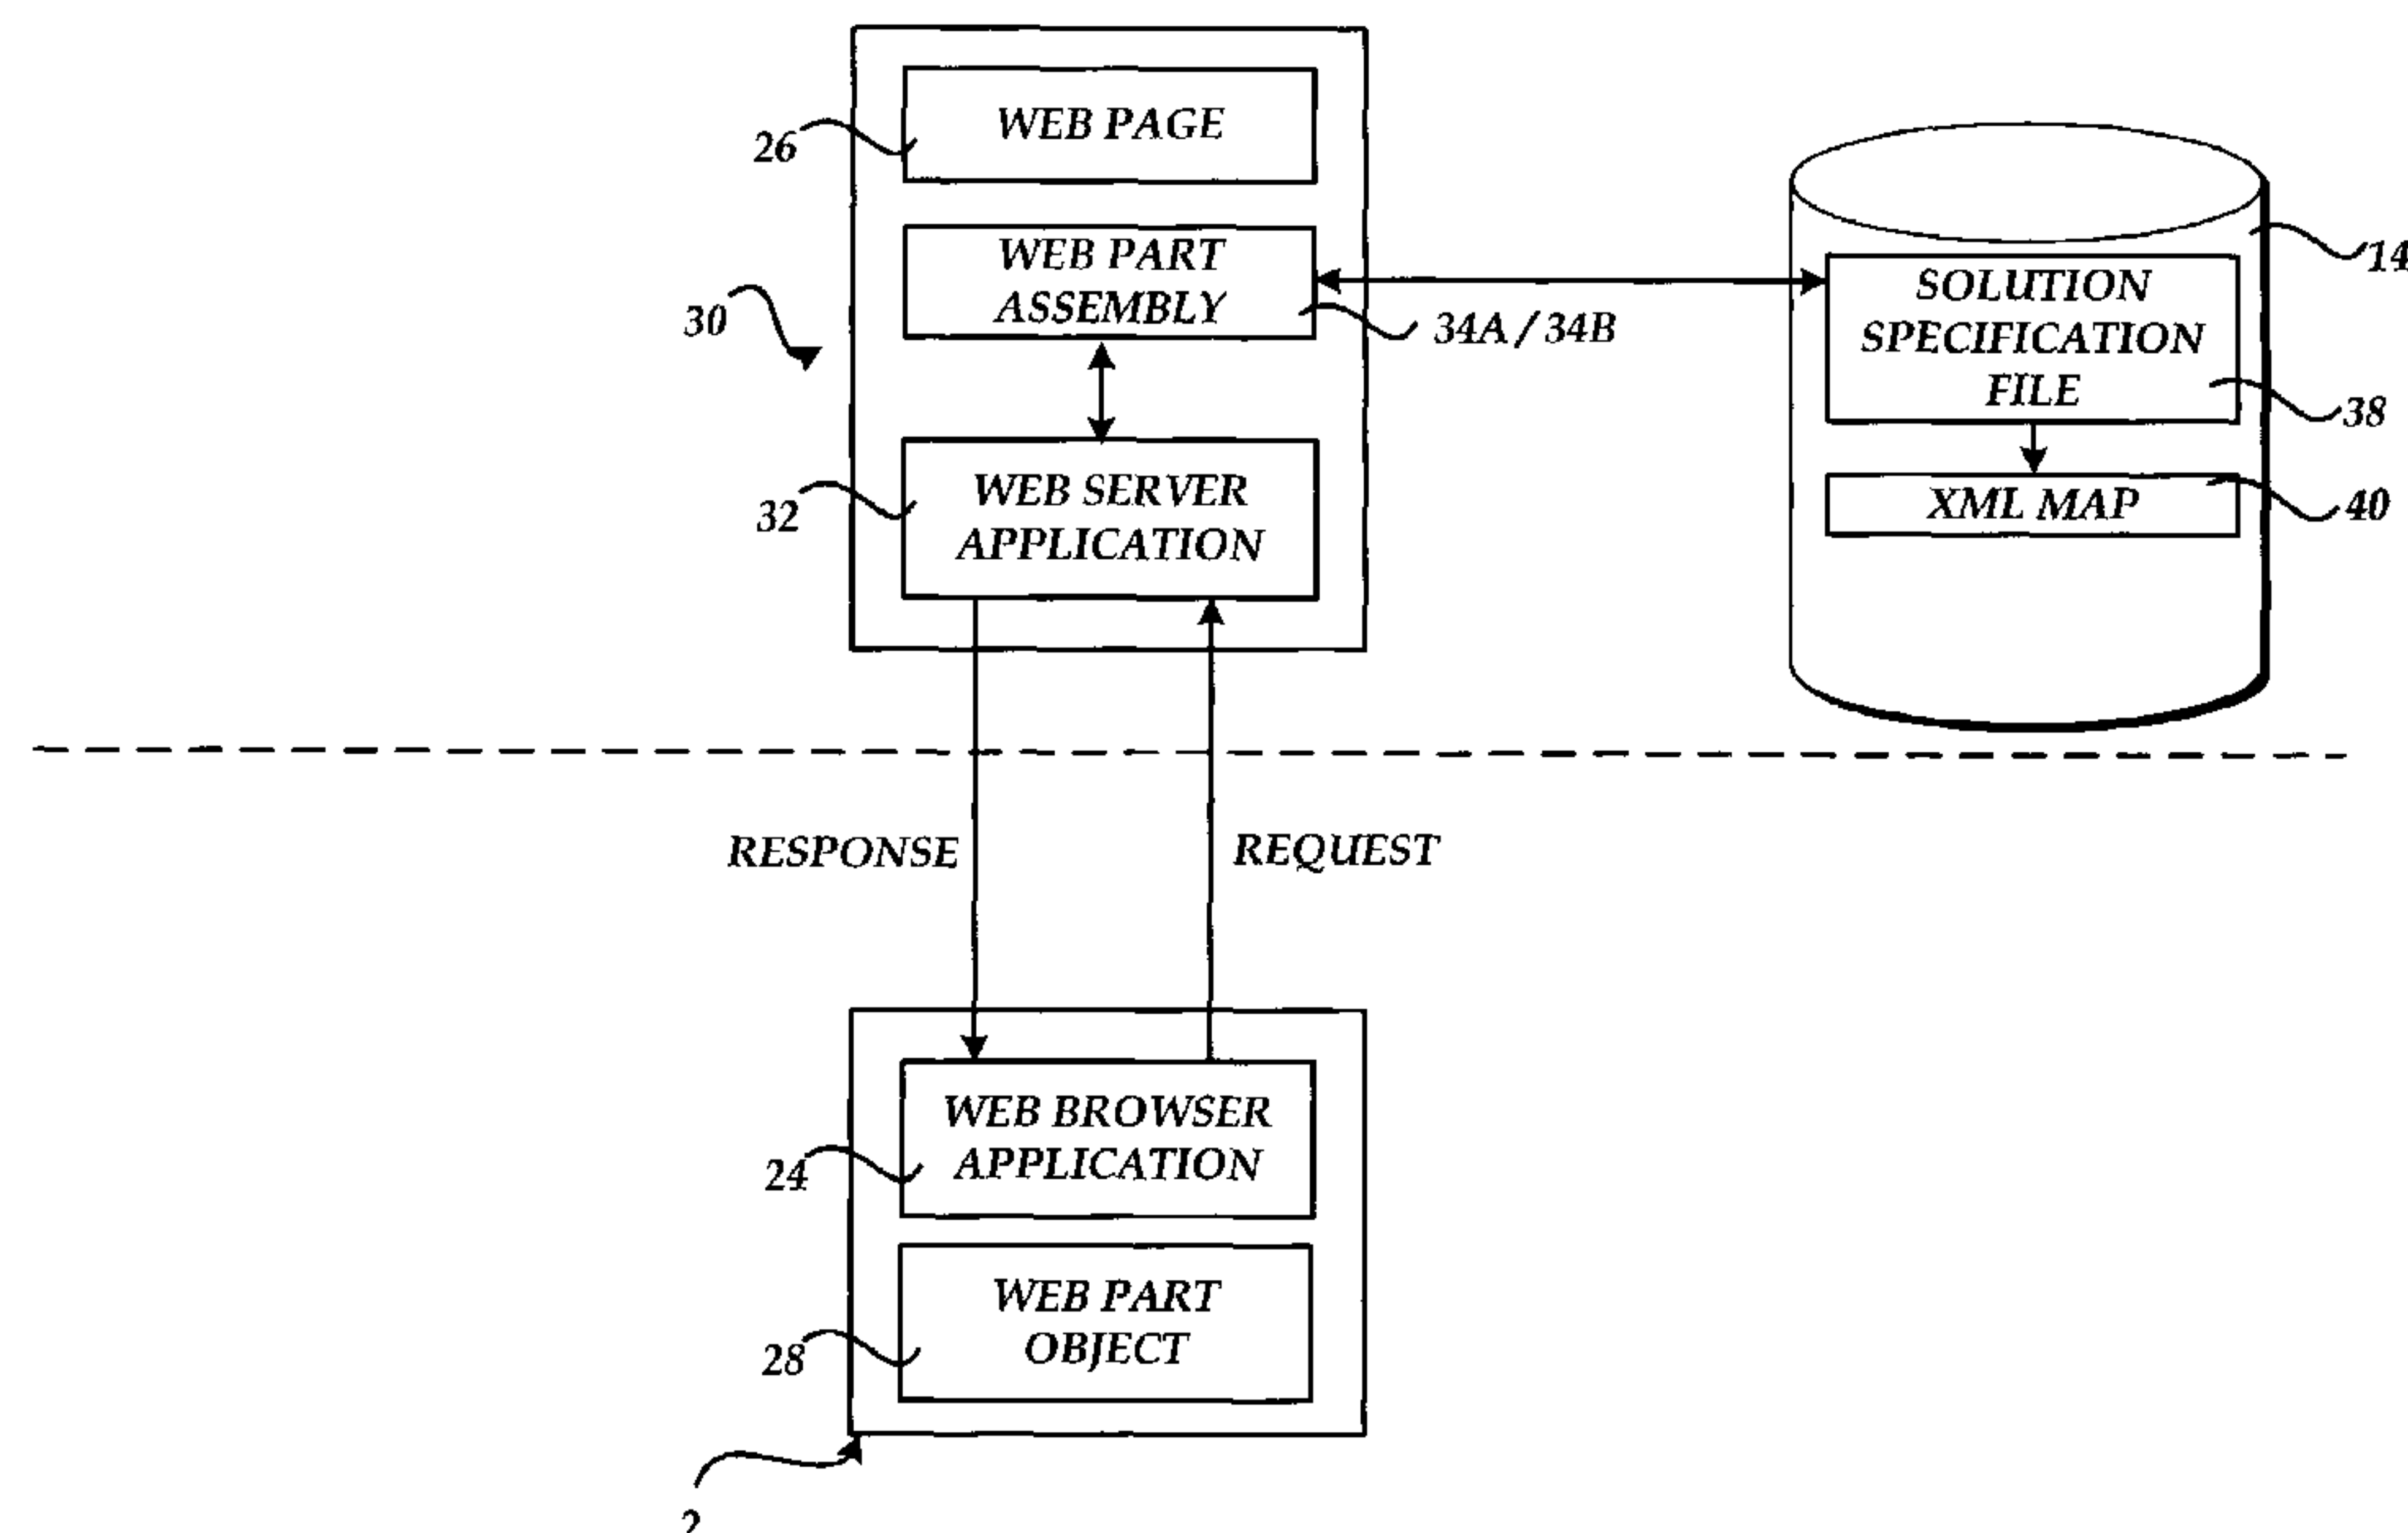 WEB PAGE
26
WEB PART
ASSEMBLY
34A / 34B
30
WEB SERVER
APPLICATION
32
14
SOLUTION
SPECIFICATION
FILE
38
XML MAP
40
RESPONSE
REQUEST
WEB BROWSER
APPLICATION
24
WEB PART
OBJECT
28
2